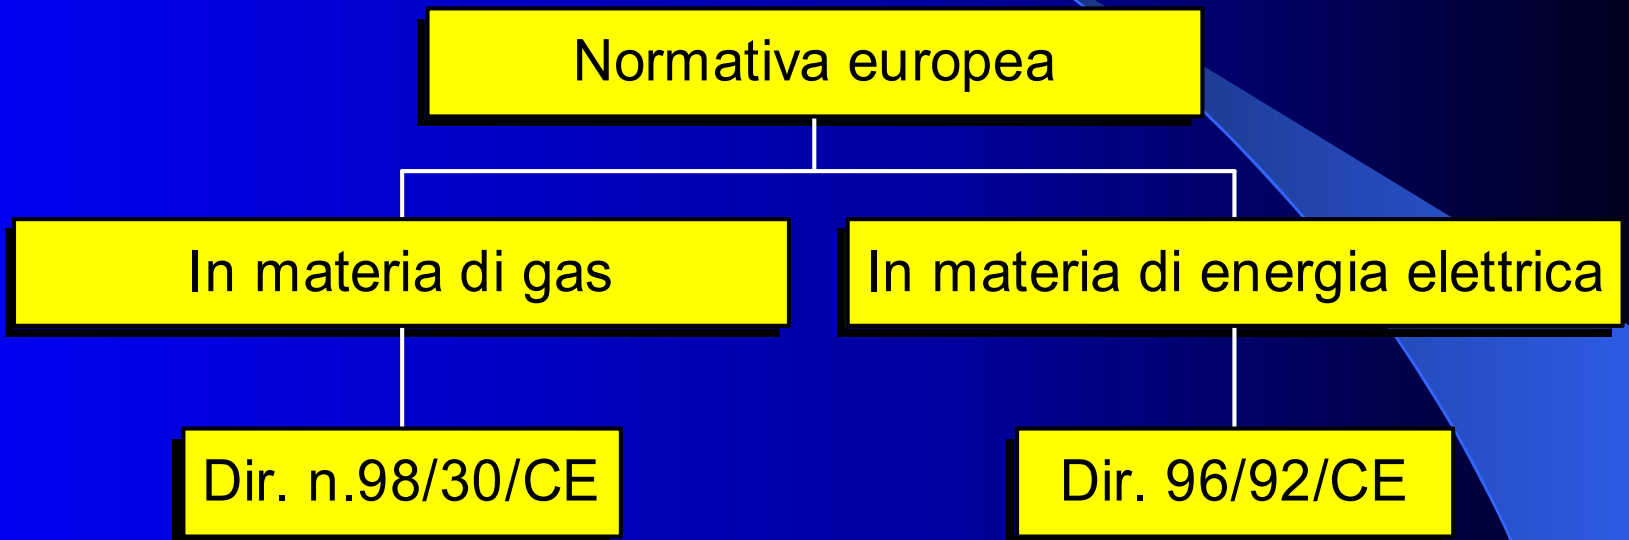 Normativa europea
In materia di gas
In materia di energia elettrica
Dir. n.98/30/CE
Dir. 96/92/CE